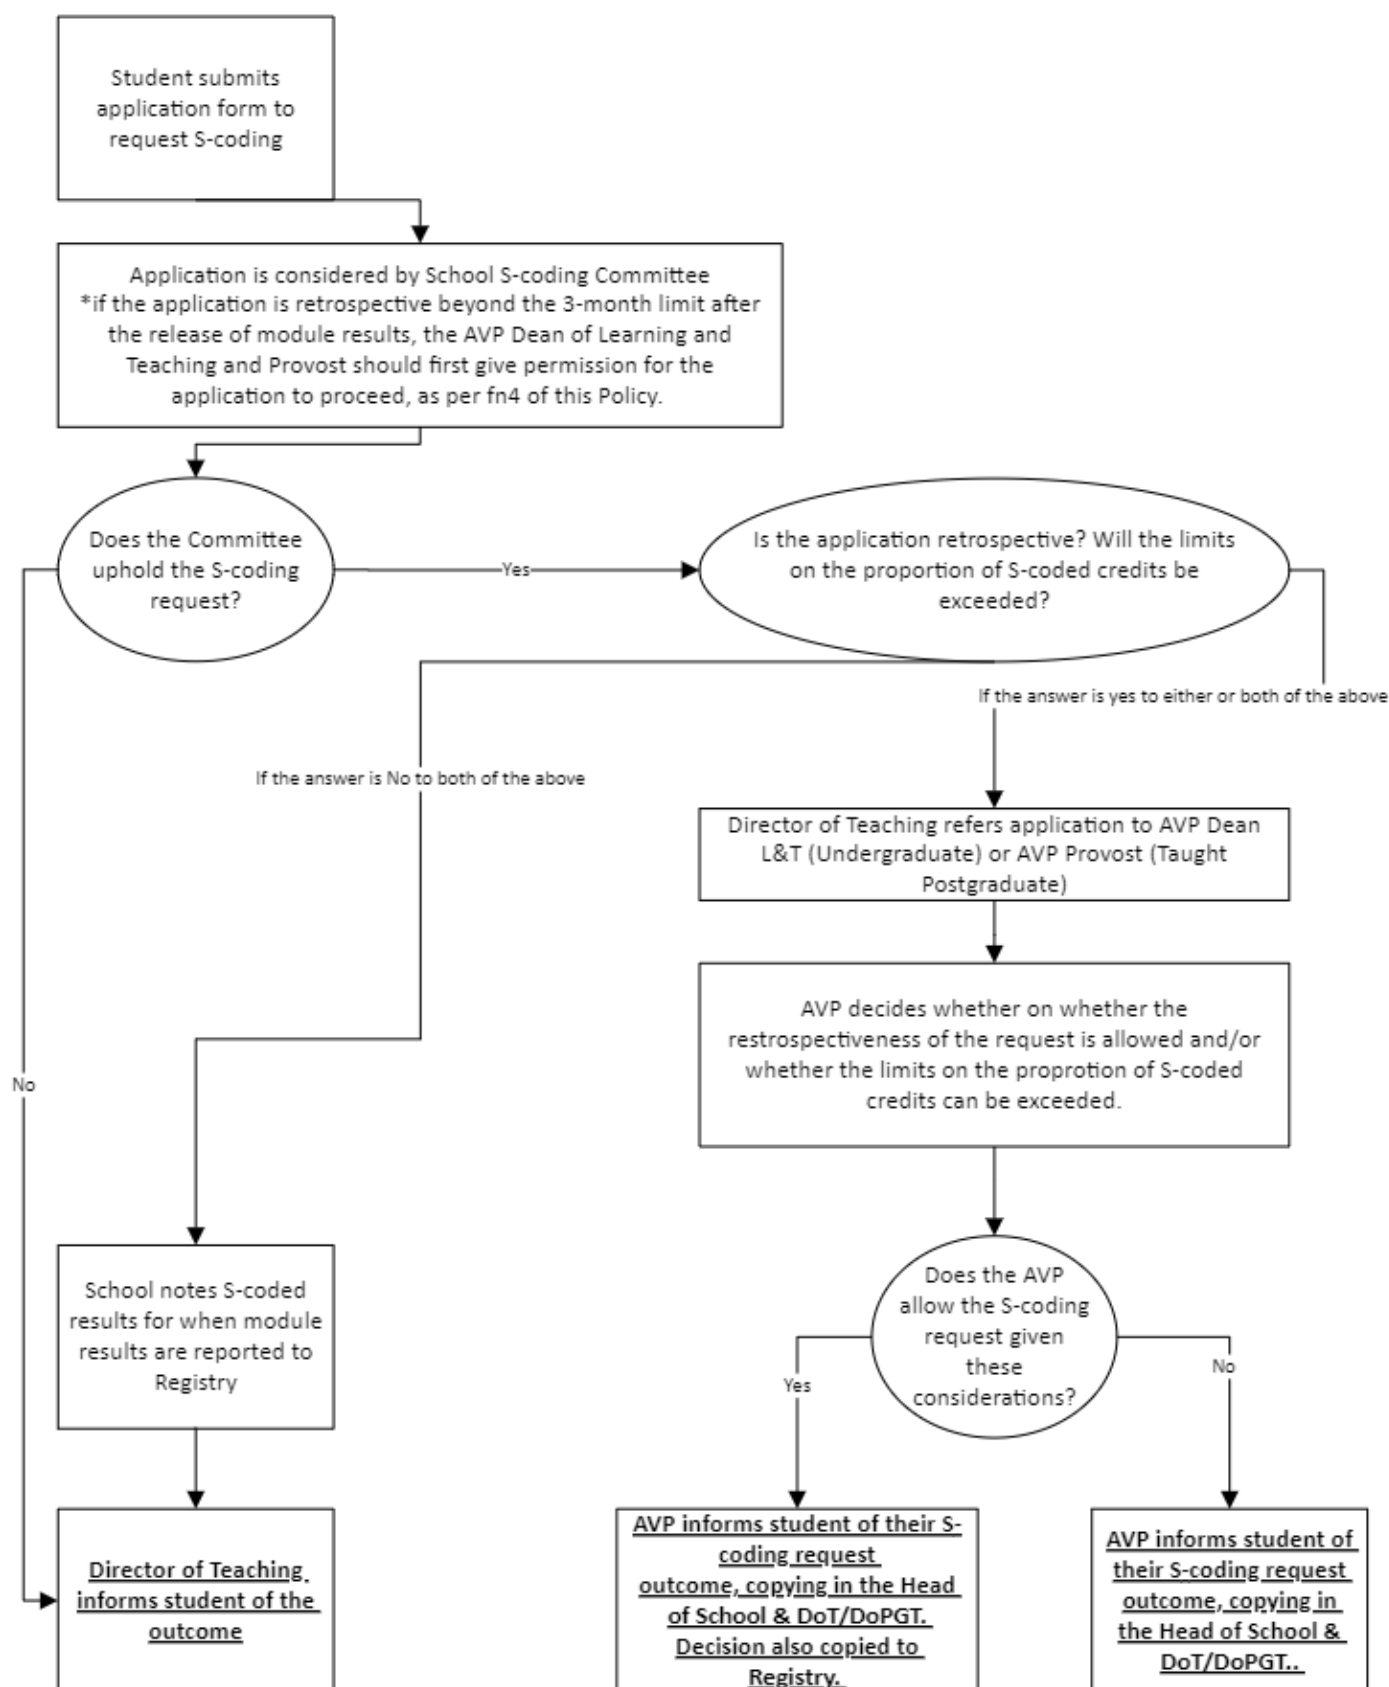 Student submits
application form to
request S-coding
Application is considered by School S-coding Committee
*if the application is retrospective beyond the 3-month limit after
the release of module results, the AVP Dean of Learning and
Teaching and Provost should first give permission for the
application to proceed, as per fn4 of this Policy.
Does the Committee
uphold the S-coding
request?
Yes
Is the application retrospective? Will the limits
on the proportion of S-coded credits be
exceeded?
If the answer is yes to either or both of the above
If the answer is No to both of the above
Director of Teaching refers application to AVP Dean
L&T (Undergraduate) or AVP Provost (Taught
Postgraduate)
AVP decides whether on whether the
restrospectiveness of the request is allowed and/or
whether the limits on the proprotion of S-coded
credits can be exceeded.
No
School notes S-coded
results for when module
results are reported to
Registry
Does the AVP
allow the S-coding
request given
these
considerations?
Yes
No
Director of Teaching
informs student of the
outcome
AVP informs student of their S-
coding request
outcome, copying in the Head
of School & DoT/DoPGT.
Decision also copied to
Registry.
AVP informs student of
their S-coding request
outcome, copying in
the Head of School &
DoT/DoPGT..